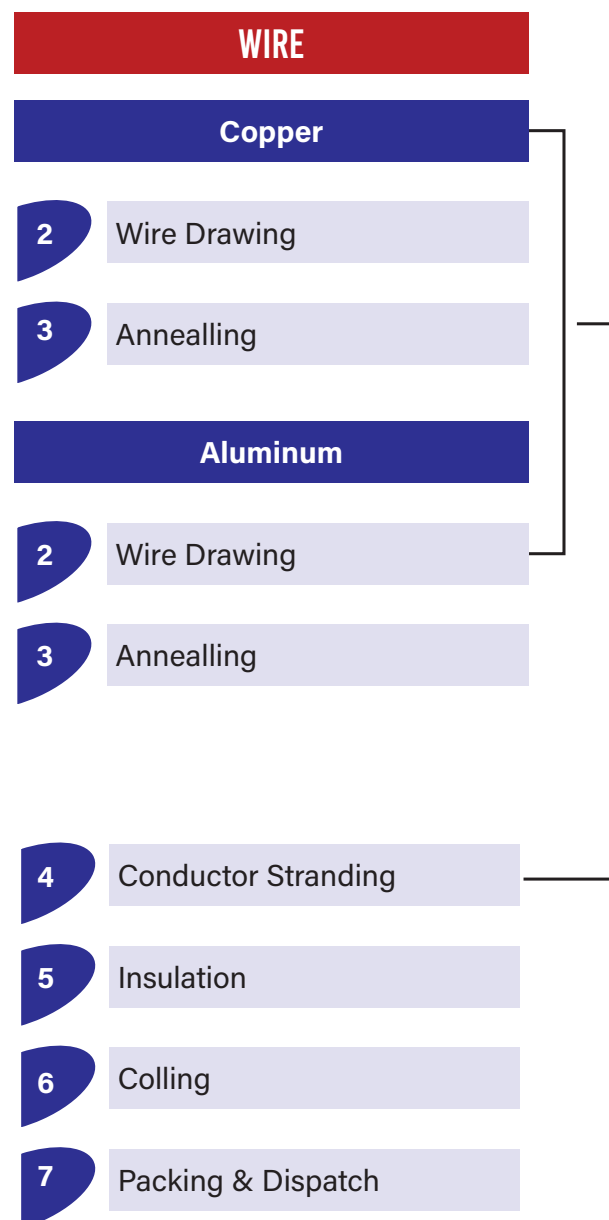 WIRE
Copper
2 Wire Drawing
3 Annealling
Aluminum
2 Wire Drawing
3 Annealling
4 Conductor Stranding
5 Insulation
6 Colling
7 Packing & Dispatch